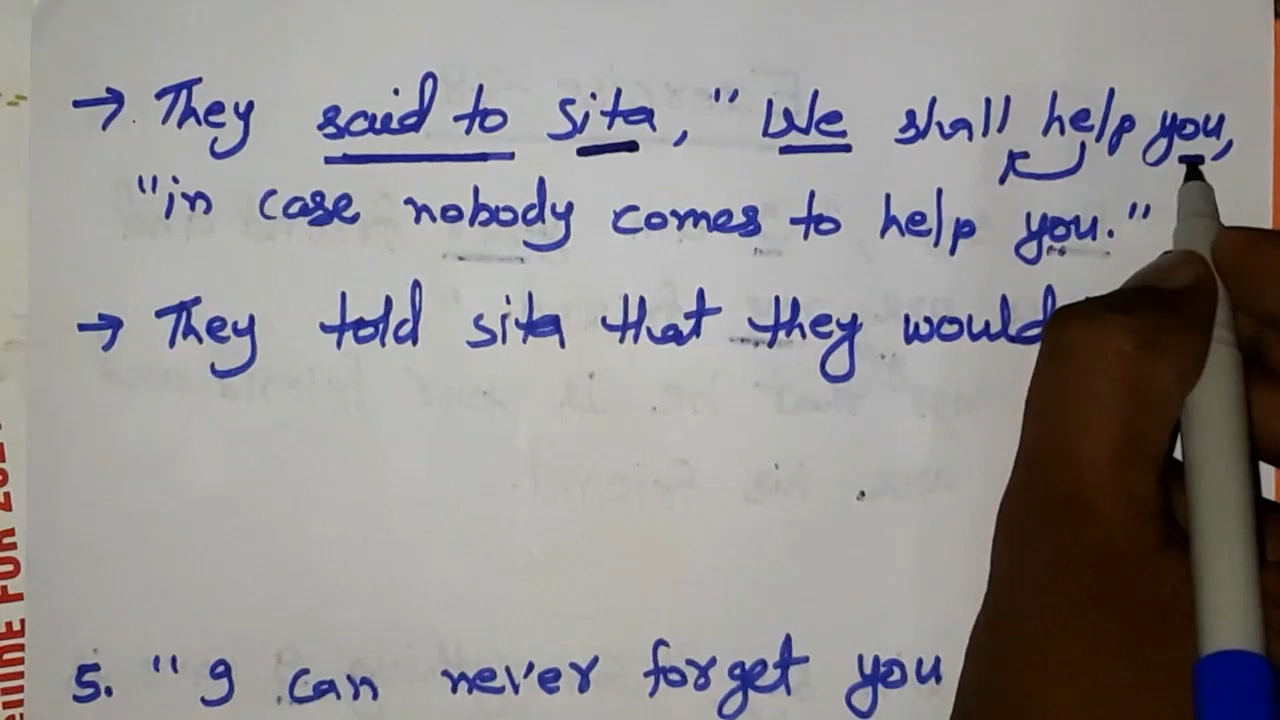 → They said to sita, "We shall help you,
"in case nobody comes to help you."
→ They told sita that they would
5. "I can never forget you